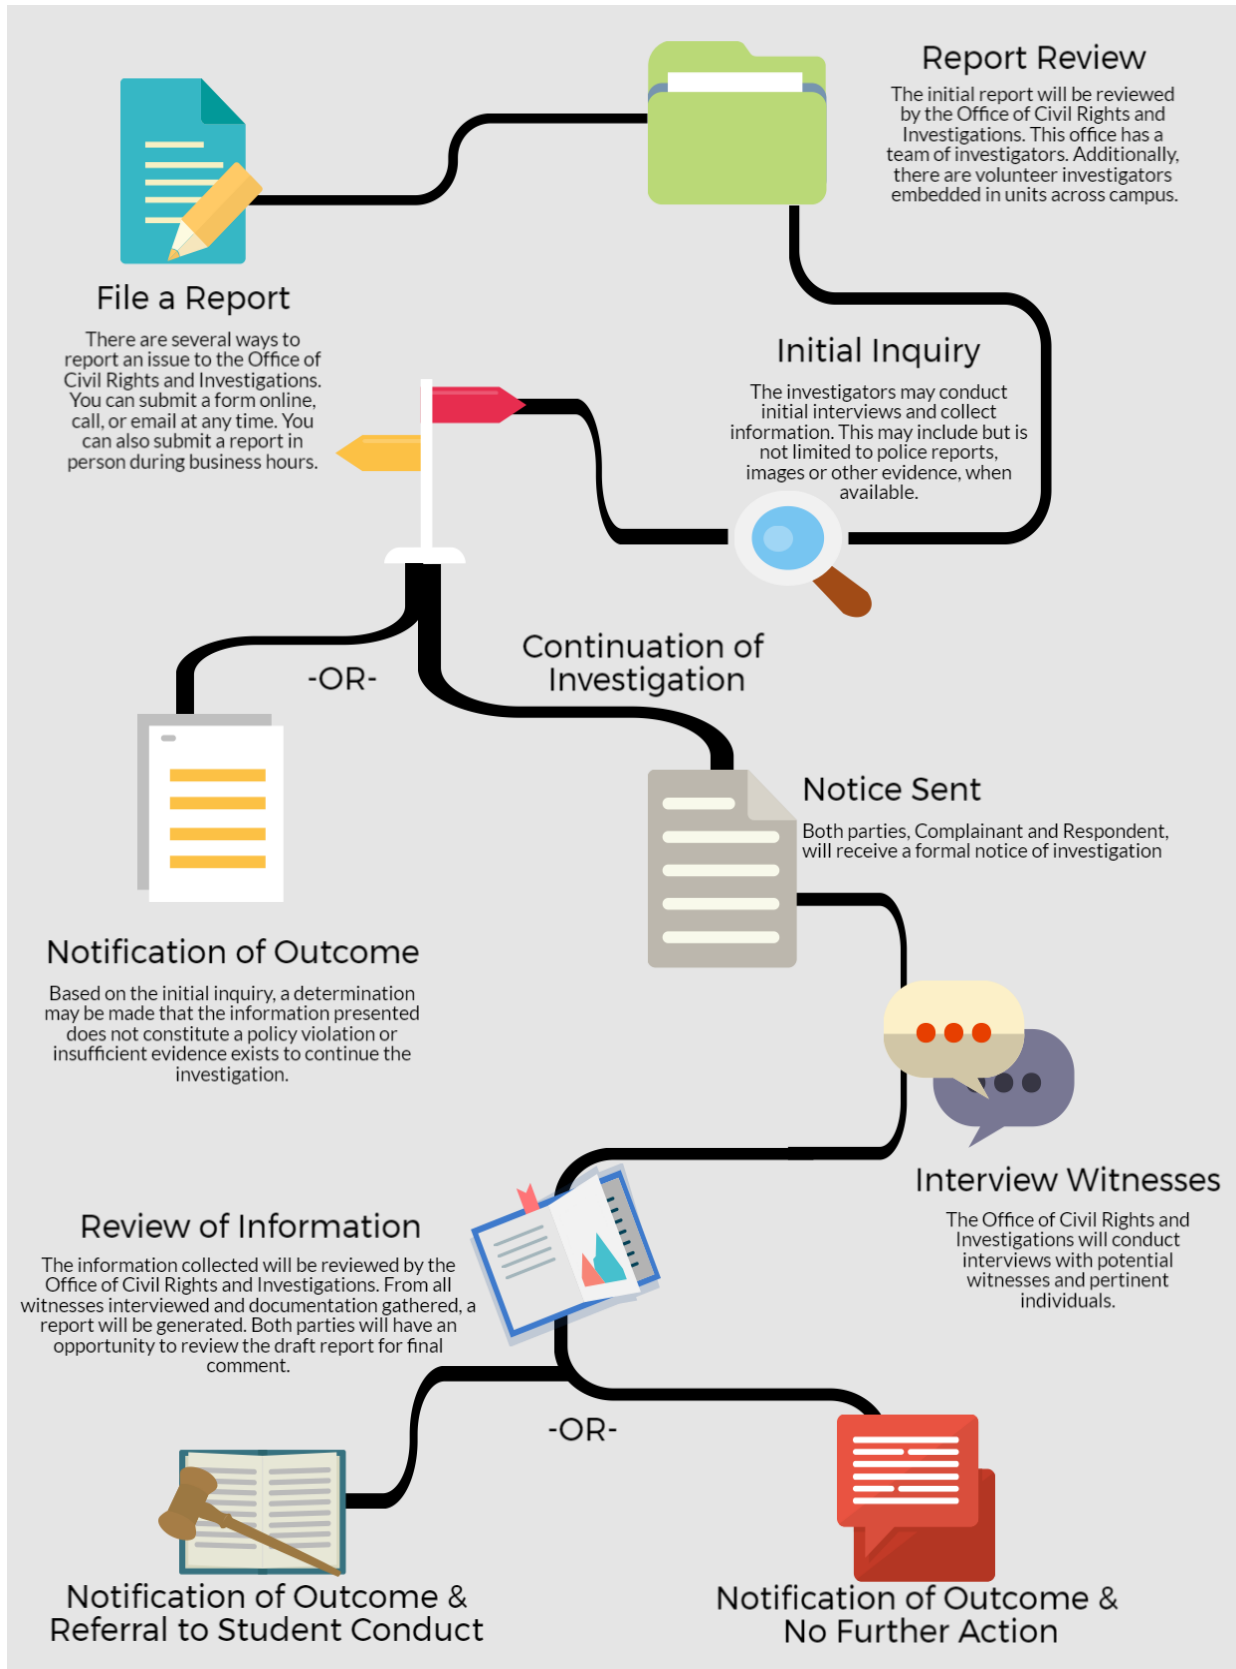 File a Report
There are several ways to
report an issue to the Office of
Civil Rights and Investigations.
You can submit a form online,
call, or email at any time. You
can also submit a report in
person during business hours.
Report Review
The initial report will be reviewed
by the Office of Civil Rights and
Investigations. This office has a
team of investigators. Additionally,
there are volunteer investigators
embedded in units across campus.
Initial Inquiry
The investigators may conduct
initial interviews and collect
information. This may include but is
not limited to police reports,
images or other evidence, when
available.
-OR-
Notification of Outcome
Based on the initial inquiry, a determination
may be made that the information presented
does not constitute a policy violation or
insufficient evidence exists to continue the
investigation.
Continuation of
Investigation
Notice Sent
Both parties, Complainant and Respondent,
will receive a formal notice of investigation
Interview Witnesses
The Office of Civil Rights and
Investigations will conduct
interviews with potential
witnesses and pertinent
individuals.
Review of Information
The information collected will be reviewed by the
Office of Civil Rights and Investigations. From all
witnesses interviewed and documentation gathered, a
report will be generated. Both parties will have an
opportunity to review the draft report for final
comment.
-OR-
Notification of Outcome &
Referral to Student Conduct
Notification of Outcome &
No Further Action